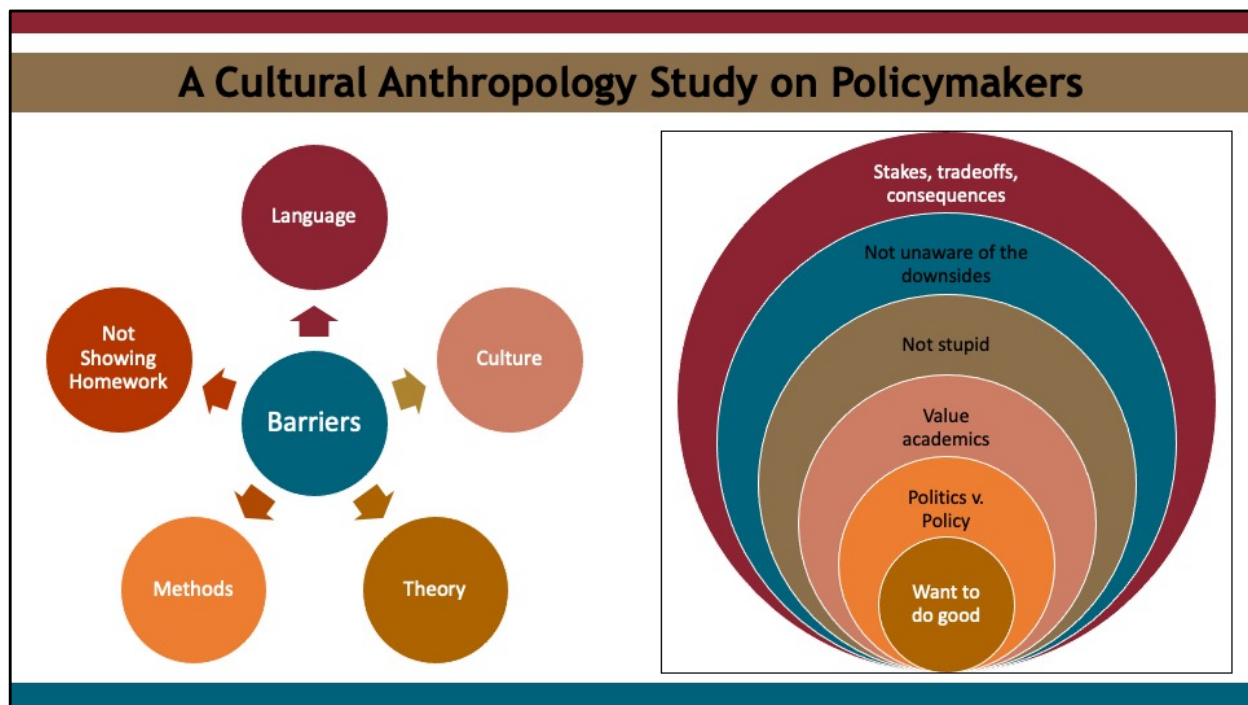 A Cultural Anthropology Study on Policymakers
Language
Culture
Theory
Methods
Not
Showing
Homework
Barriers
Stakes, tradeoffs,
consequences
Not unaware of the
downsides
Not stupid
Value
academics
Politics v.
Policy
Want to
do good